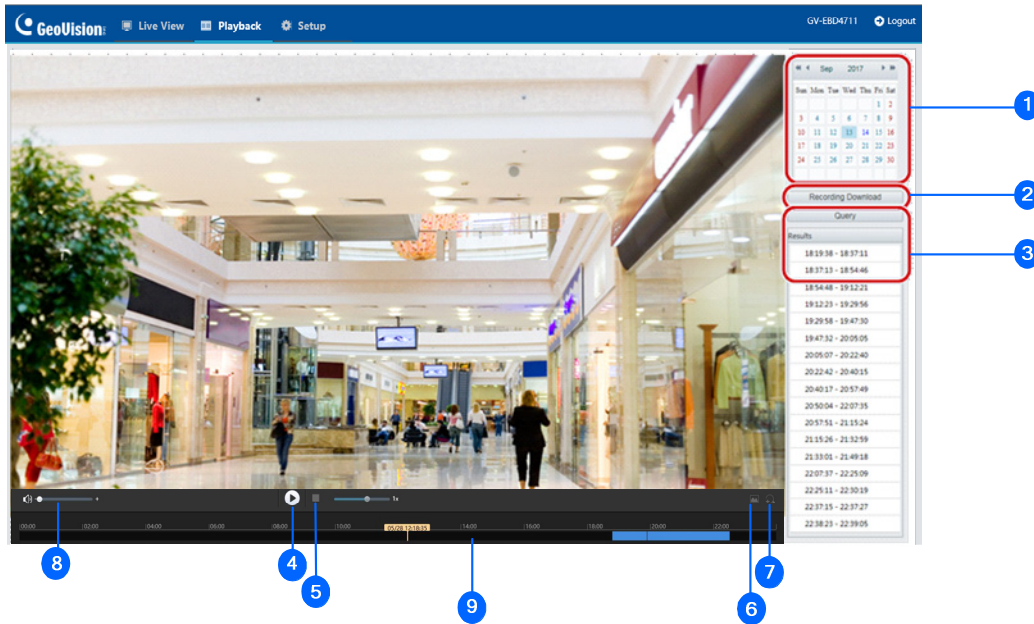 GeoVision Live View Playback Setup GV-EBD4711 Logout
Sep 2017
Sun Mon Tue Wed Thu Fri Sat
1 2
3 4 5 6 7 8 9
10 11 12 13 14 15 16
17 18 19 20 21 22 23
24 25 26 27 28 29 30
1
Recording Download
2
Query
Results
3
18:19:38 - 18:37:11
18:37:13 - 18:54:46
18:54:48 - 19:12:21
19:12:23 - 19:29:56
19:29:58 - 19:47:30
19:47:32 - 20:05:05
20:05:07 - 20:22:40
20:22:42 - 20:40:15
20:40:17 - 20:57:49
20:50:04 - 22:07:35
20:57:51 - 21:15:24
21:15:26 - 21:32:59
21:33:01 - 21:49:18
22:07:37 - 22:25:09
22:25:11 - 22:30:19
22:37:15 - 22:37:27
22:38:23 - 22:39:05
- + 1x
00:00 02:00 04:00 06:00 08:00 10:00 05/28 12:18:35 14:00 16:00 18:00 20:00 22:00
8 4 5 9 6 7